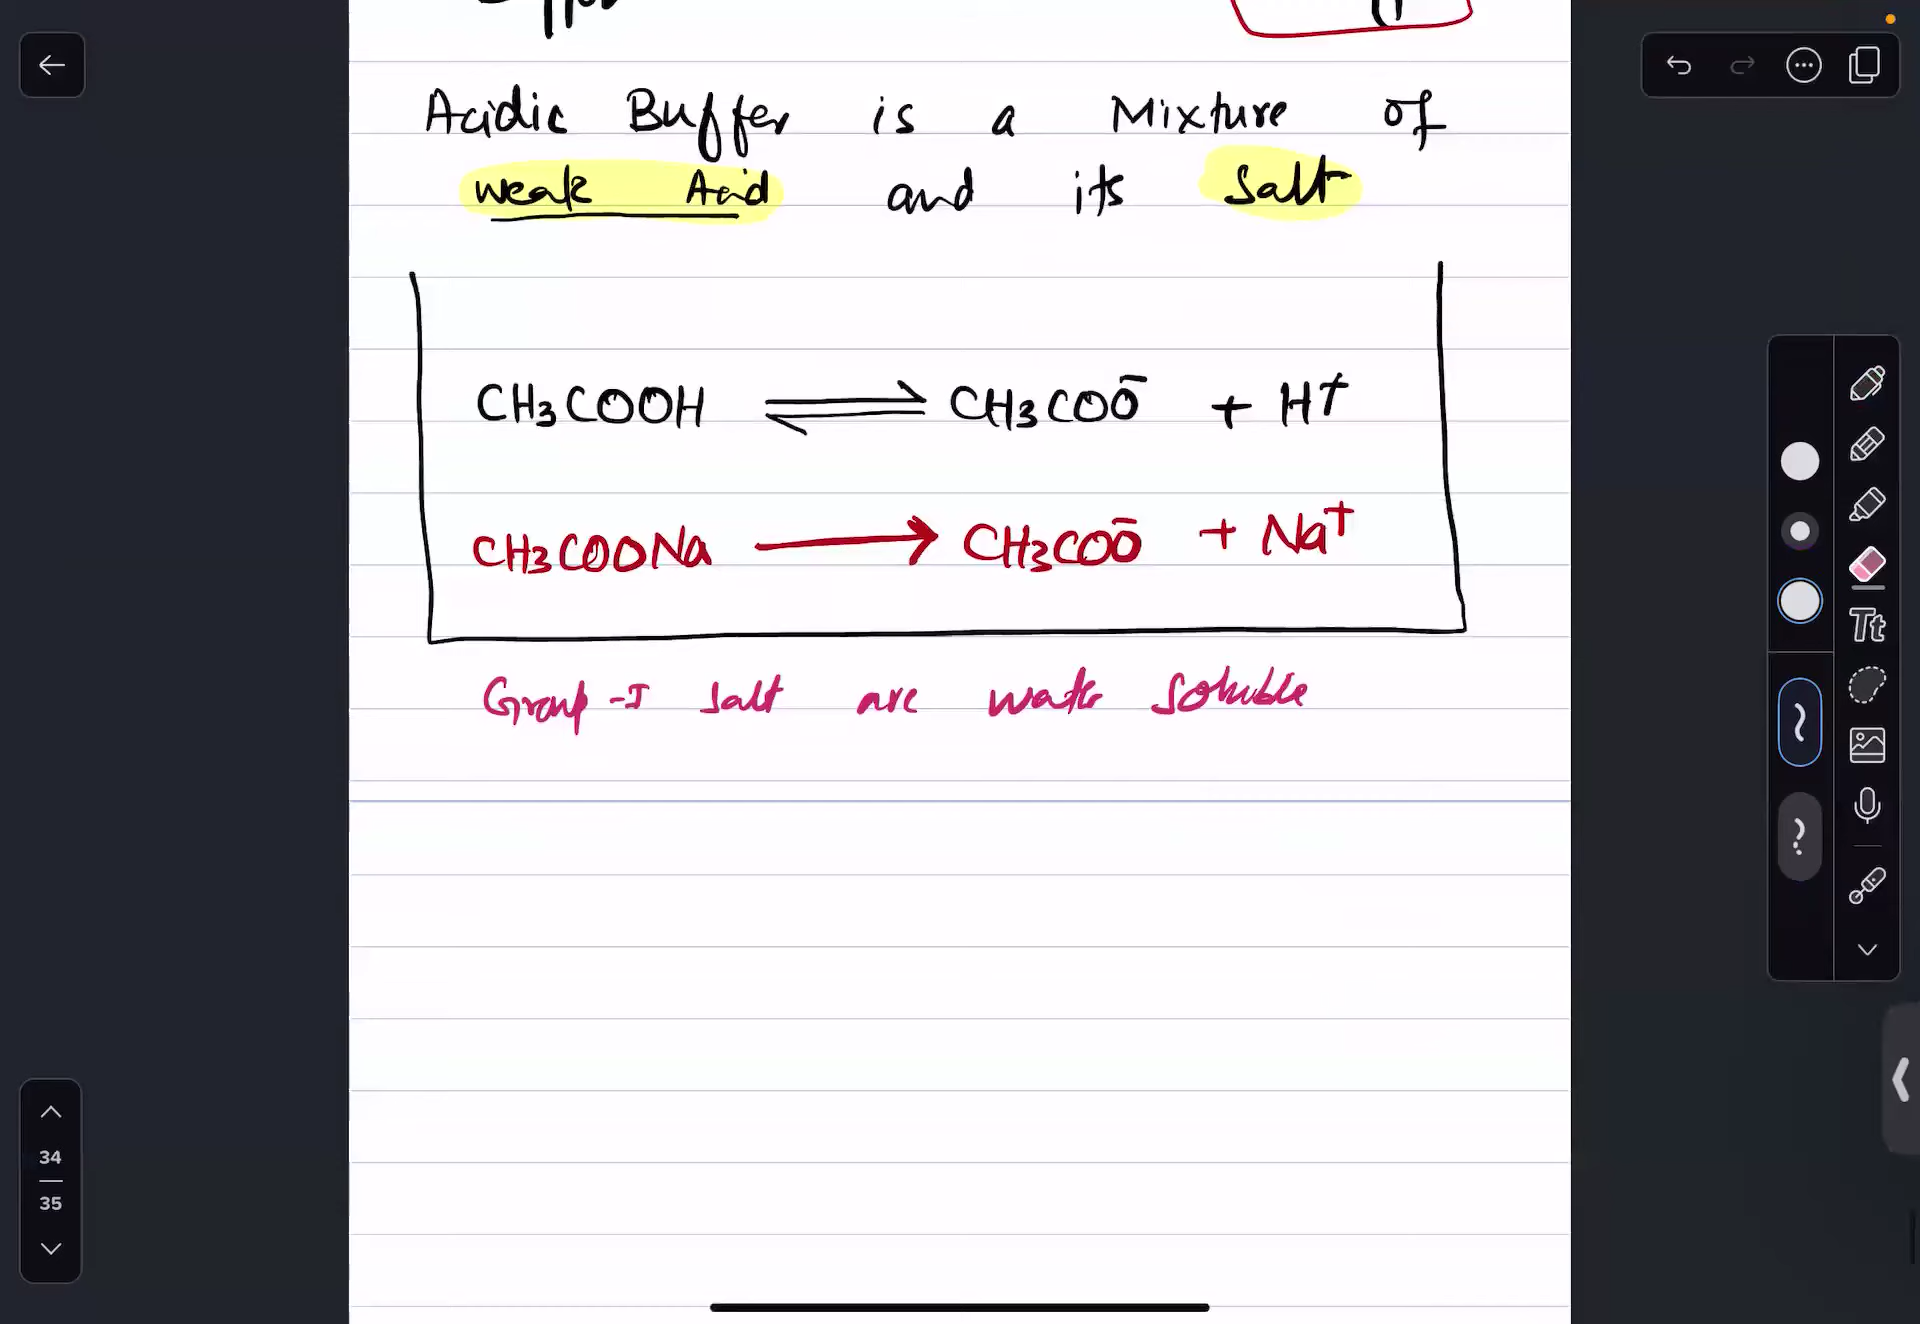 Acidic Buffer is a Mixture of
weak Acid and its Salt
CH₃COOH ⇌ CH₃COO⁻ + H⁺
CH₃COONa ⟶ CH₃COO⁻ + Na⁺
Group-I Salt are water Soluble
Tt
34
35